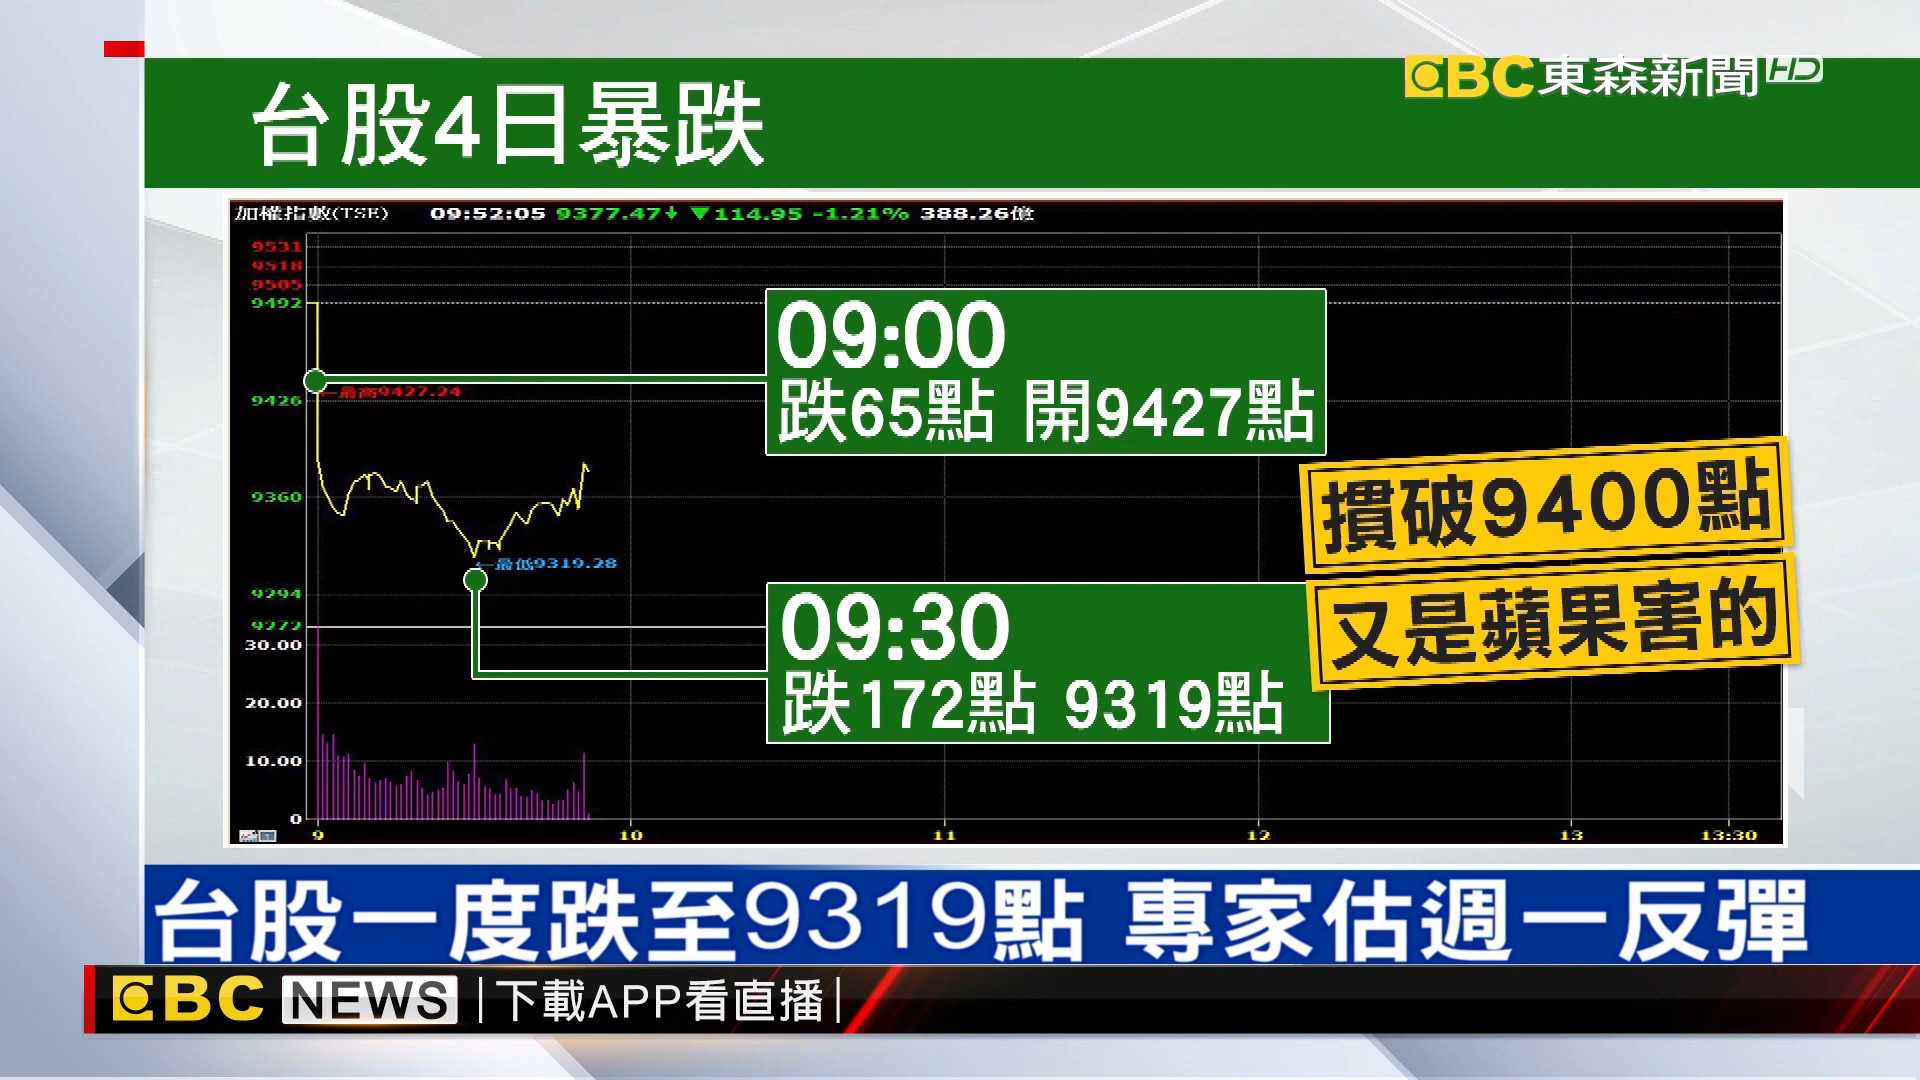 EBC東森新聞HD
台股4日暴跌
加權指數(TSE) 09:52:05 9377.47↓ ▼114.95 -1.21% 388.26億
9531
9518
9505
9492
09:00
←最高9427.24
跌65點 開9427點
9426
摜破9400點
9360
←最低9319.28
又是蘋果害的
9294
09:30
9272
30.00
跌172點 9319點
20.00
10.00
0
9 10 11 12 13 13:30
台股一度跌至9319點 專家估週一反彈
EBC NEWS |下載APP看直播|